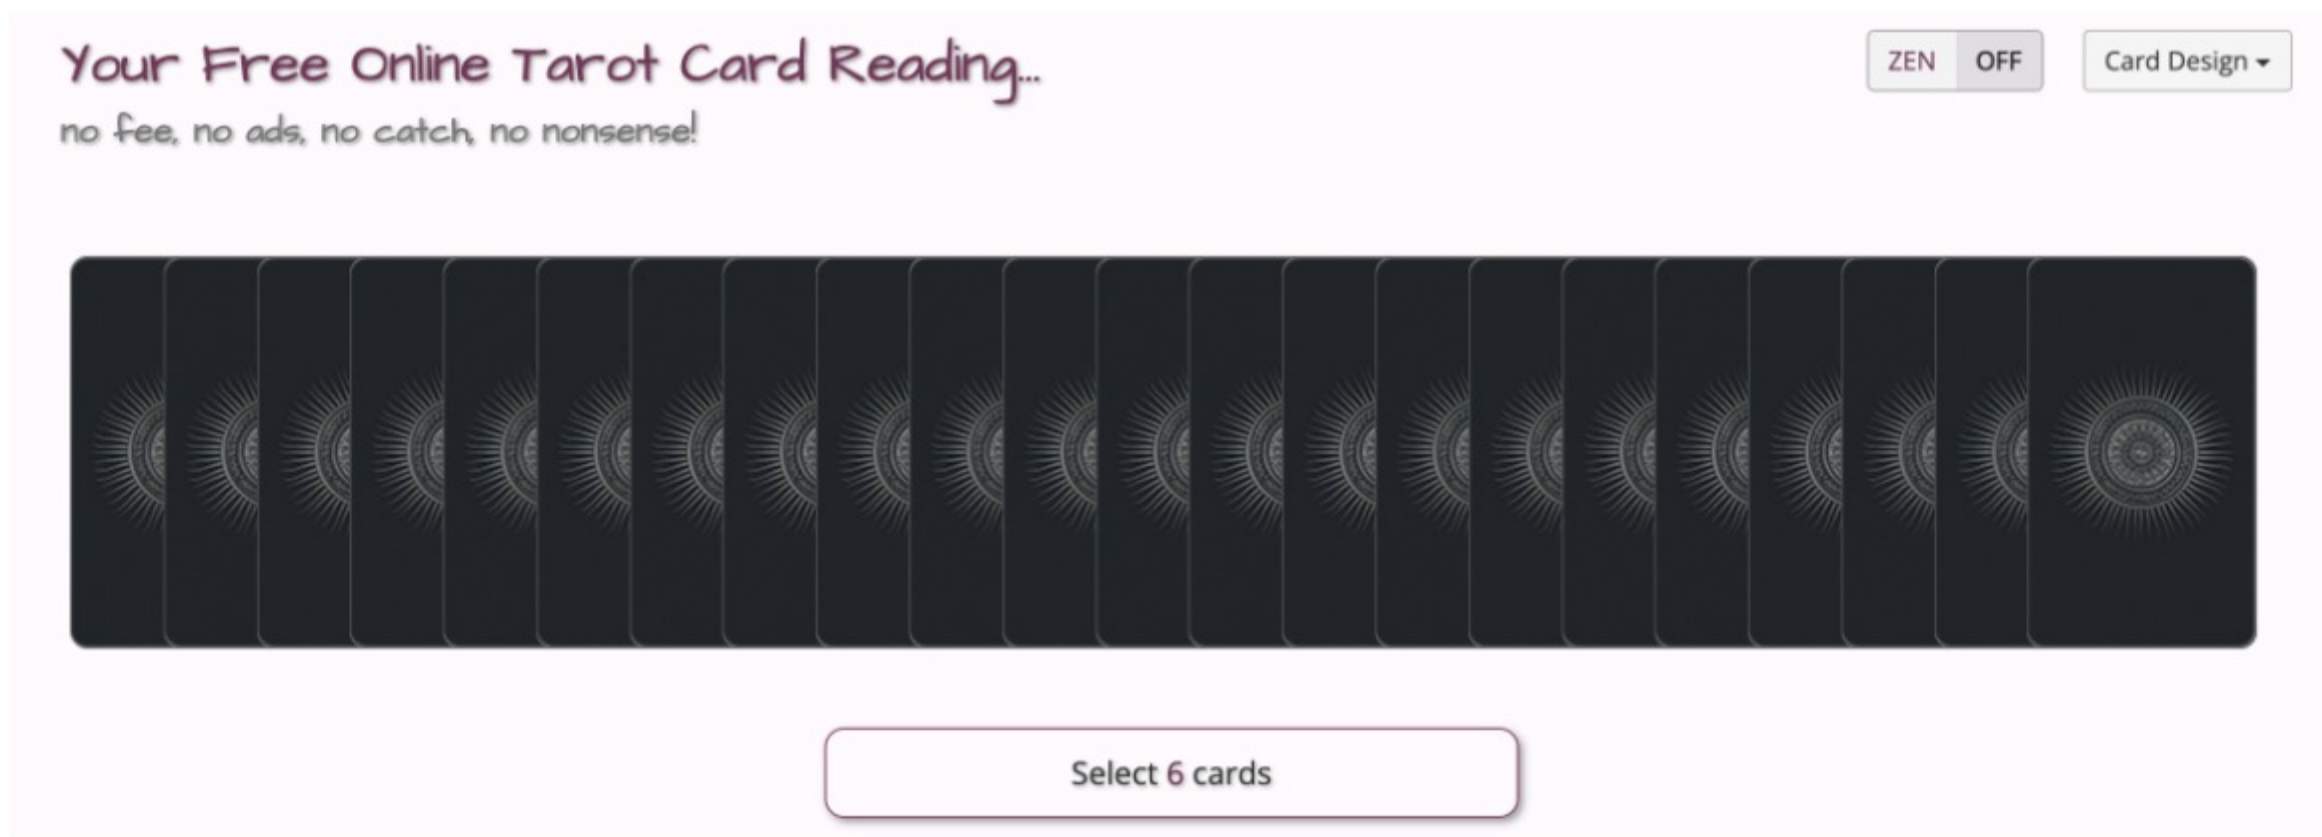 Your Free Online Tarot Card Reading...
ZEN OFF
Card Design
no fee, no ads, no catch, no nonsense!
Select 6 cards